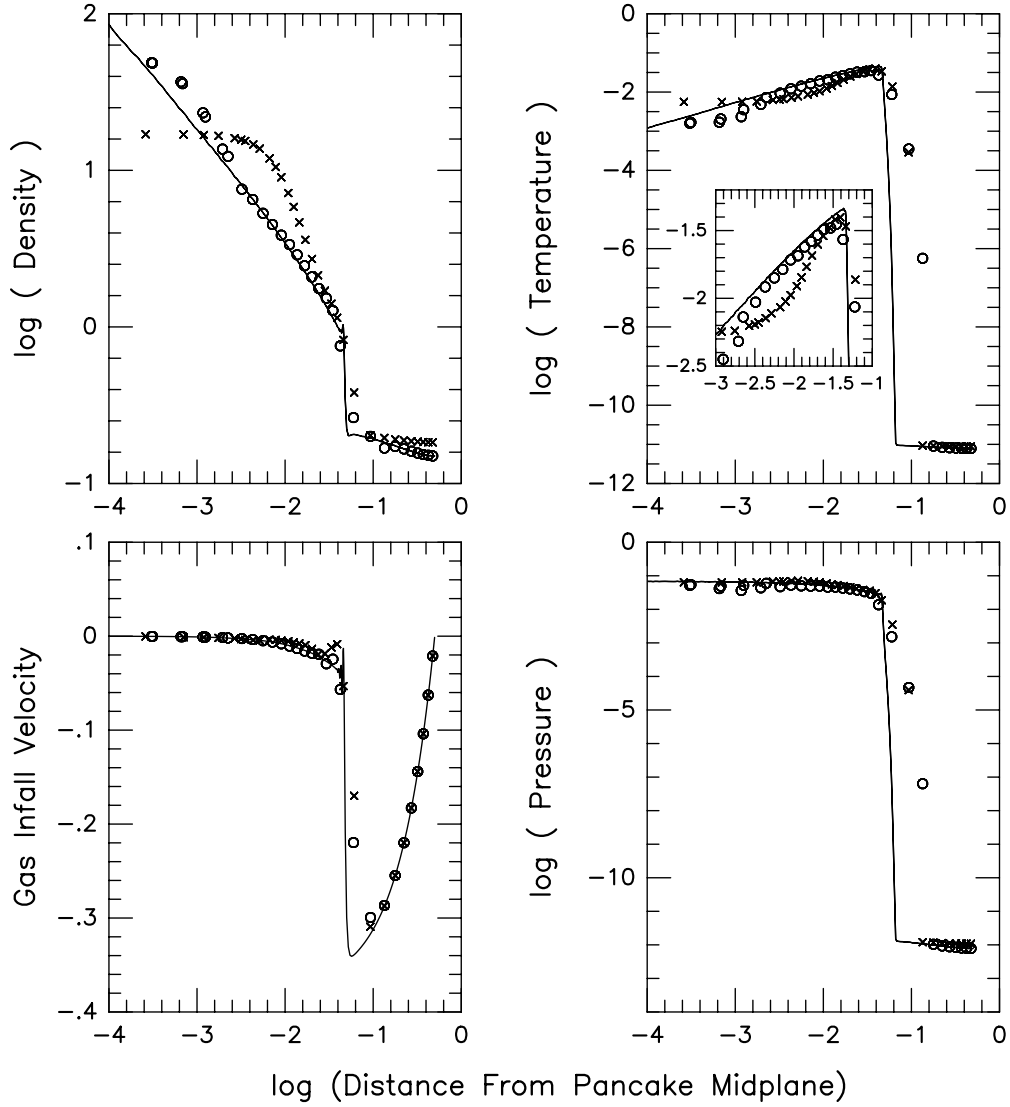 2
1
0
−1
−4 −3 −2 −1 0
log ( Density )
0
−2
−4
−6
−8
−10
−12
−4 −3 −2 −1 0
log ( Temperature )
−1.5
−2
−2.5
−3 −2.5 −2 −1.5 −1
.1
0
−.1
−.2
−.3
−.4
−4 −3 −2 −1 0
Gas Infall Velocity
0
−5
−10
−4 −3 −2 −1 0
log ( Pressure )
log (Distance From Pancake Midplane)